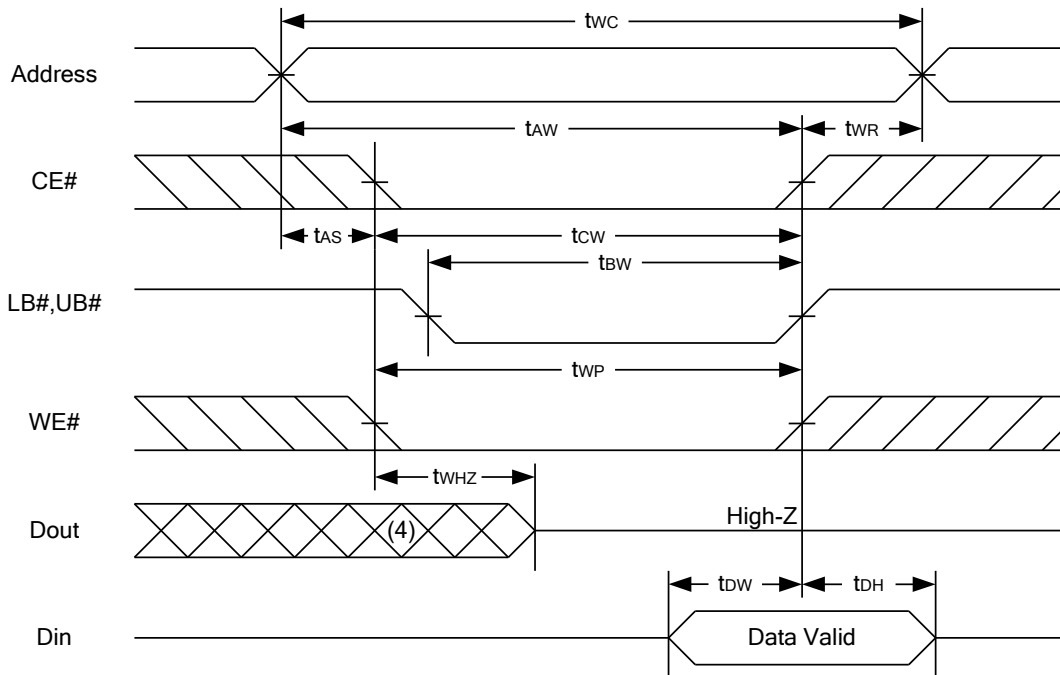 tWC
Address
tAW
tWR
CE#
tAS
tCW
tBW
LB#,UB#
tWP
WE#
tWHZ
Dout
(4)
High-Z
tDW
tDH
Din
Data Valid